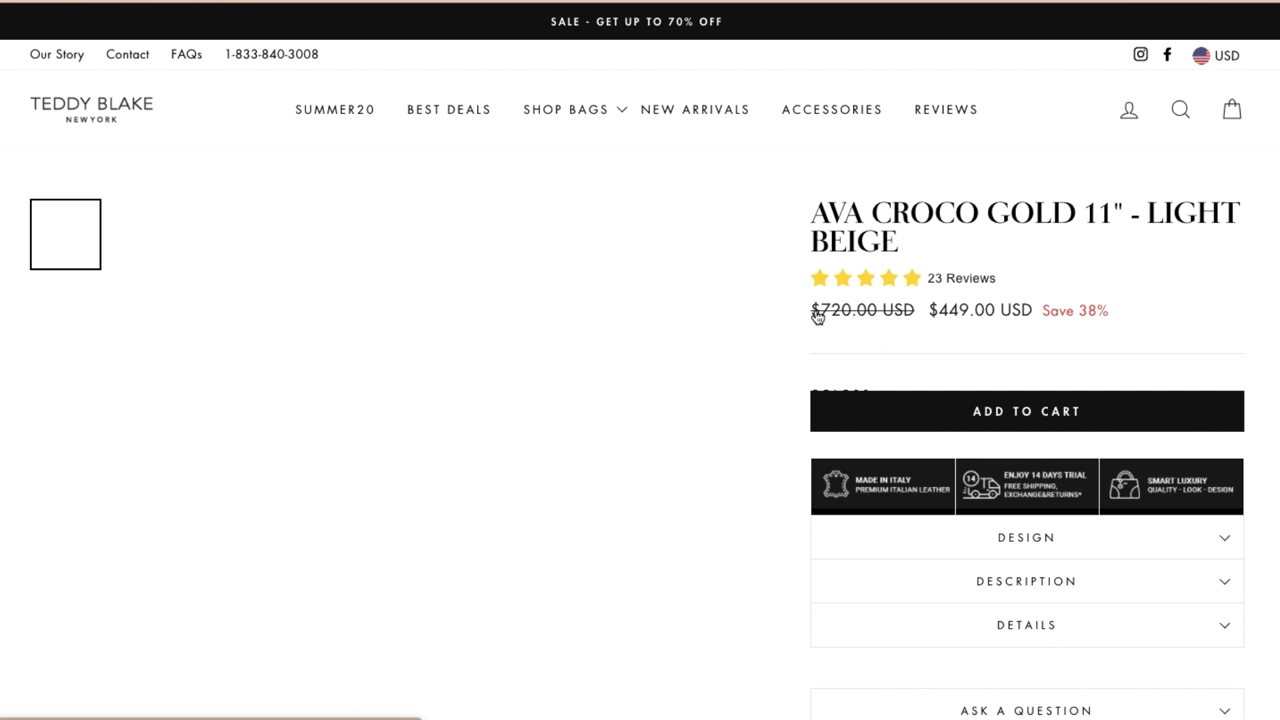 SALE - GET UP TO 70% OFF
Our Story Contact FAQs 1-833-840-3008 USD
TEDDY BLAKE
NEW YORK
SUMMER20 BEST DEALS SHOP BAGS NEW ARRIVALS ACCESSORIES REVIEWS
AVA CROCO GOLD 11" - LIGHT
BEIGE
23 Reviews
$720.00 USD $449.00 USD Save 38%
ADD TO CART
MADE IN ITALY
PREMIUM ITALIAN LEATHER
14
ENJOY 14 DAYS TRIAL
FREE SHIPPING,
EXCHANGE&RETURNS*
SMART LUXURY
QUALITY - LOOK - DESIGN
DESIGN
DESCRIPTION
DETAILS
ASK A QUESTION